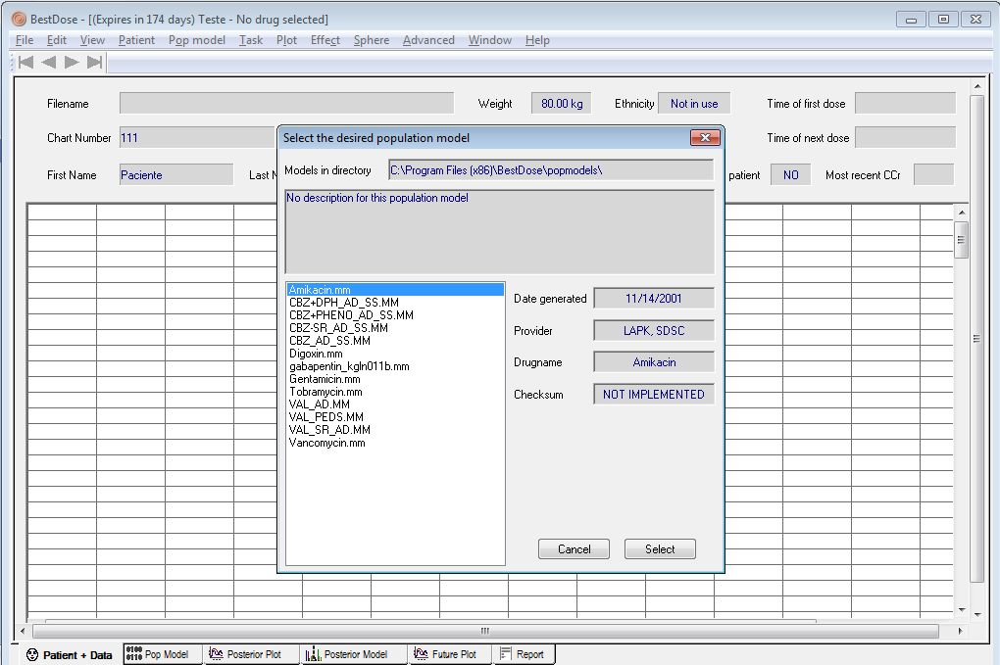 BestDose - [(Expires in 174 days) Teste - No drug selected]
File Edit View Patient Pop model Task Plot Effect Sphere Advanced Window Help
Filename Weight 80.00 kg Ethnicity Not in use Time of first dose
Chart Number 111 Time of next dose
First Name Paciente Last N patient NO Most recent CCr
Select the desired population model
Models in directory C:\Program Files (x86)\BestDose\popmodels\
No description for this population model
Amikacin.mm
CBZ+DPH_AD_SS.MM
CBZ+PHENO_AD_SS.MM
CBZ-SR_AD_SS.MM
CBZ_AD_SS.MM
Digoxin.mm
gabapentin_kgln011b.mm
Gentamicin.mm
Tobramycin.mm
VAL_AD.MM
VAL_PEDS.MM
VAL_SR_AD.MM
Vancomycin.mm
Date generated 11/14/2001
Provider LAPK, SDSC
Drugname Amikacin
Checksum NOT IMPLEMENTED
Cancel Select
Patient + Data Pop Model Posterior Plot Posterior Model Future Plot Report